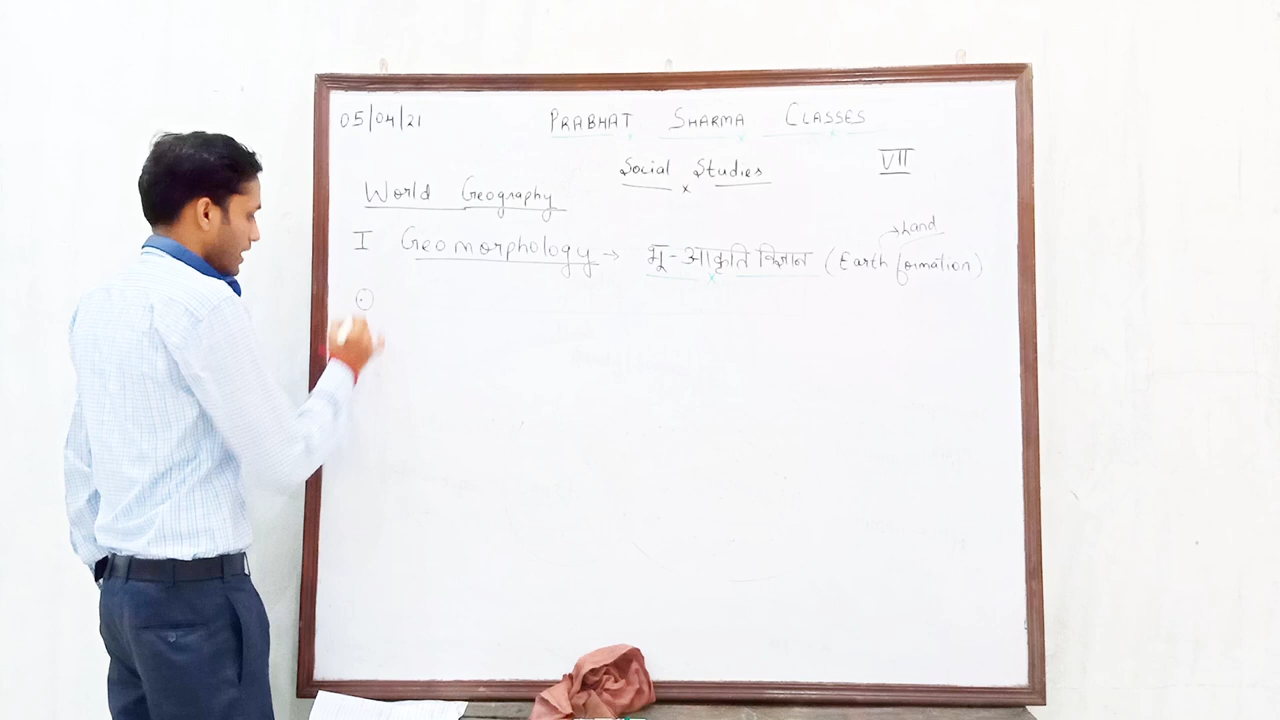 05/04/21 PRABHAT SHARMA CLASSES
Social Studies VII
World Geography
Land
I Geomorphology → भू-आकृति विज्ञान (Earth formation)